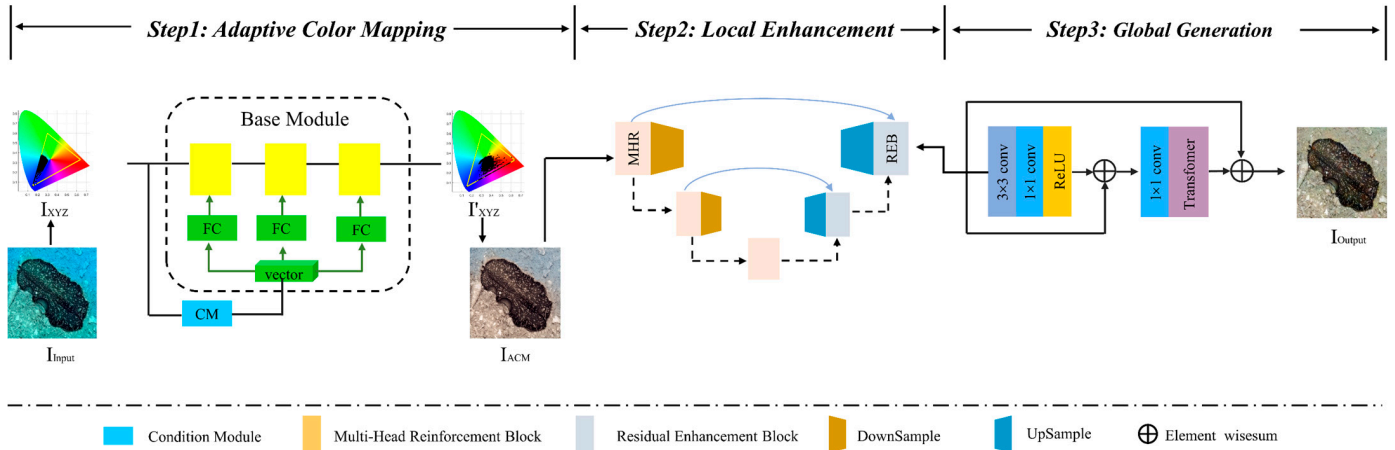 Step1: Adaptive Color Mapping
Step2: Local Enhancement
Step3: Global Generation
Base Module
FC
FC
FC
vector
CM
I_XYZ
I_Input
I'_XYZ
I_ACM
MHR
REB
3×3 conv
1×1 conv
ReLU
1×1 conv
Transfomer
I_Output
Condition Module
Multi-Head Reinforcement Block
Residual Enhancement Block
DownSample
UpSample
Element wisesum